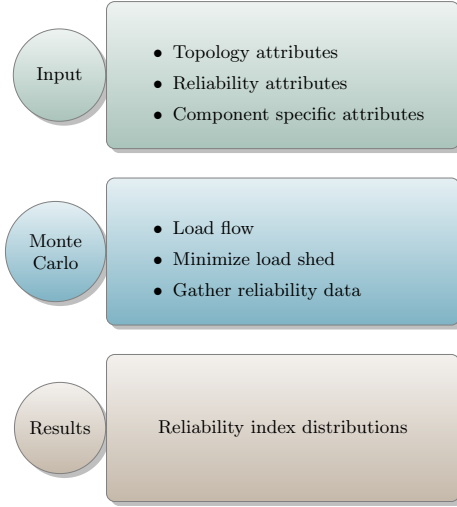 Input
• Topology attributes
• Reliability attributes
• Component specific attributes
Monte
Carlo
• Load flow
• Minimize load shed
• Gather reliability data
Results
Reliability index distributions